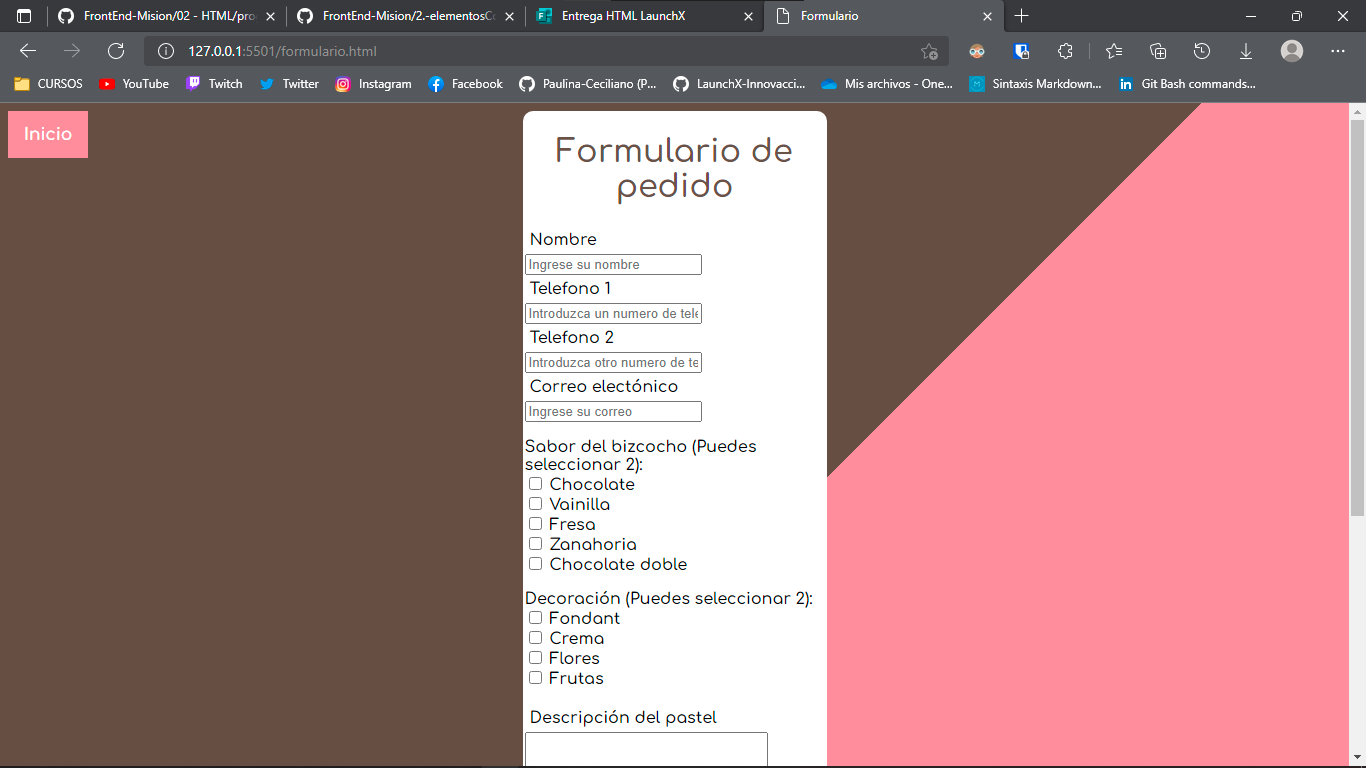 FrontEnd-Mision/02 - HTML/pro
FrontEnd-Mision/2.-elementosCo
Entrega HTML LaunchX
Formulario
127.0.0.1:5501/formulario.html
CURSOS
YouTube
Twitch
Twitter
Instagram
Facebook
Paulina-Ceciliano (P...
LaunchX-Innovacci...
Mis archivos - One...
Sintaxis Markdown...
Git Bash commands...
Inicio
Formulario de
pedido
Nombre
Ingrese su nombre
Telefono 1
Introduzca un numero de tele
Telefono 2
Introduzca otro numero de te
Correo electónico
Ingrese su correo
Sabor del bizcocho (Puedes
seleccionar 2):
Chocolate
Vainilla
Fresa
Zanahoria
Chocolate doble
Decoración (Puedes seleccionar 2):
Fondant
Crema
Flores
Frutas
Descripción del pastel